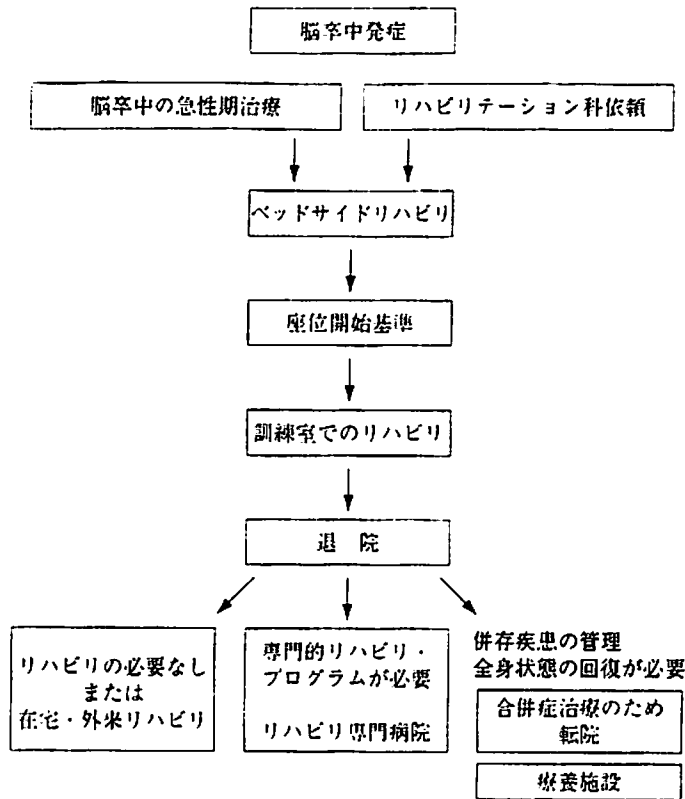 脳卒中発症
脳卒中の急性期治療
リハビリテーション科依頼
ベッドサイドリハビリ
座位開始基準
訓練室でのリハビリ
退 院
リハビリの必要なし
または
在宅・外来リハビリ
専門的リハビリ・
プログラムが必要
リハビリ専門病院
併存疾患の管理
全身状態の回復が必要
合併症治療のため
転院
療養施設